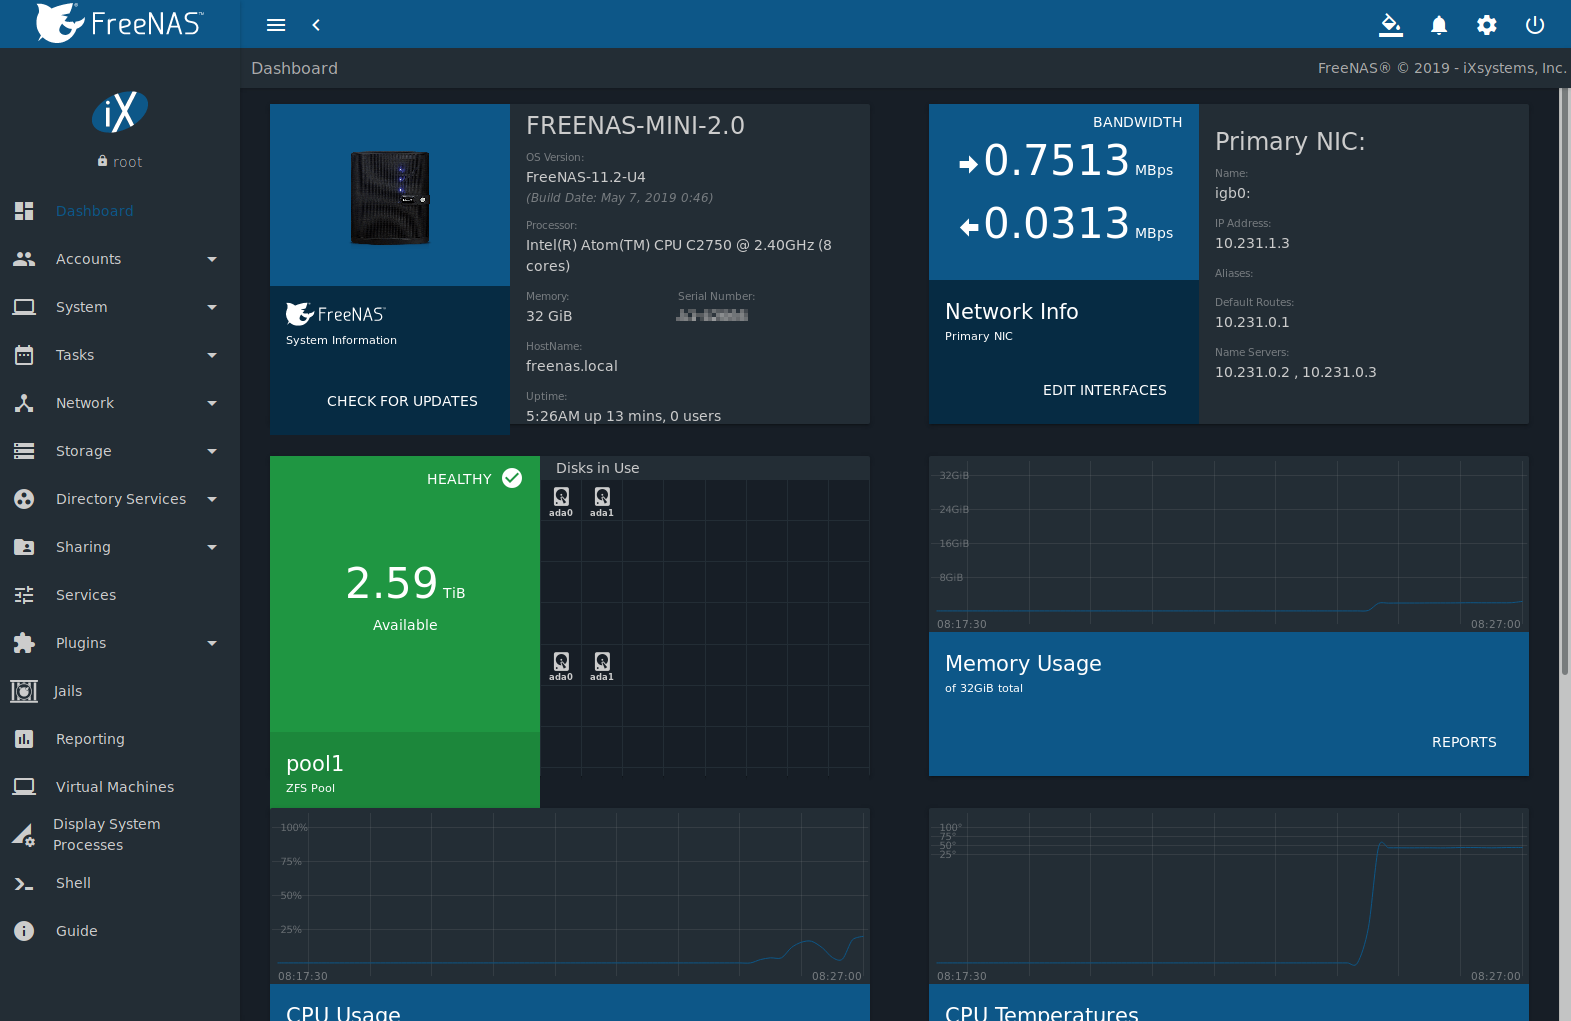 FreeNAS™
Dashboard
FreeNAS® © 2019 - iXsystems, Inc.
iX
root
Dashboard
Accounts
System
Tasks
Network
Storage
Directory Services
Sharing
Services
Plugins
Jails
Reporting
Virtual Machines
Display System
Processes
Shell
Guide
FreeNAS
System Information
CHECK FOR UPDATES
FREENAS-MINI-2.0
OS Version:
FreeNAS-11.2-U4
(Build Date: May 7, 2019 0:46)
Processor:
Intel(R) Atom(TM) CPU C2750 @ 2.40GHz (8
cores)
Memory:
32 GiB
Serial Number:
HostName:
freenas.local
Uptime:
5:26AM up 13 mins, 0 users
BANDWIDTH
0.7513 MBps
0.0313 MBps
Network Info
Primary NIC
EDIT INTERFACES
Primary NIC:
Name:
igb0:
IP Address:
10.231.1.3
Aliases:
Default Routes:
10.231.0.1
Name Servers:
10.231.0.2 , 10.231.0.3
HEALTHY
2.59 TiB
Available
pool1
ZFS Pool
Disks in Use
ada0 ada1
ada0 ada1
32GiB
24GiB
16GiB
8GiB
08:17:30 08:27:00
Memory Usage
of 32GiB total
REPORTS
100%
75%
50%
25%
08:17:30 08:27:00
CPU Usage
100°
75°
50°
25°
08:17:30 08:27:00
CPU Temperatures